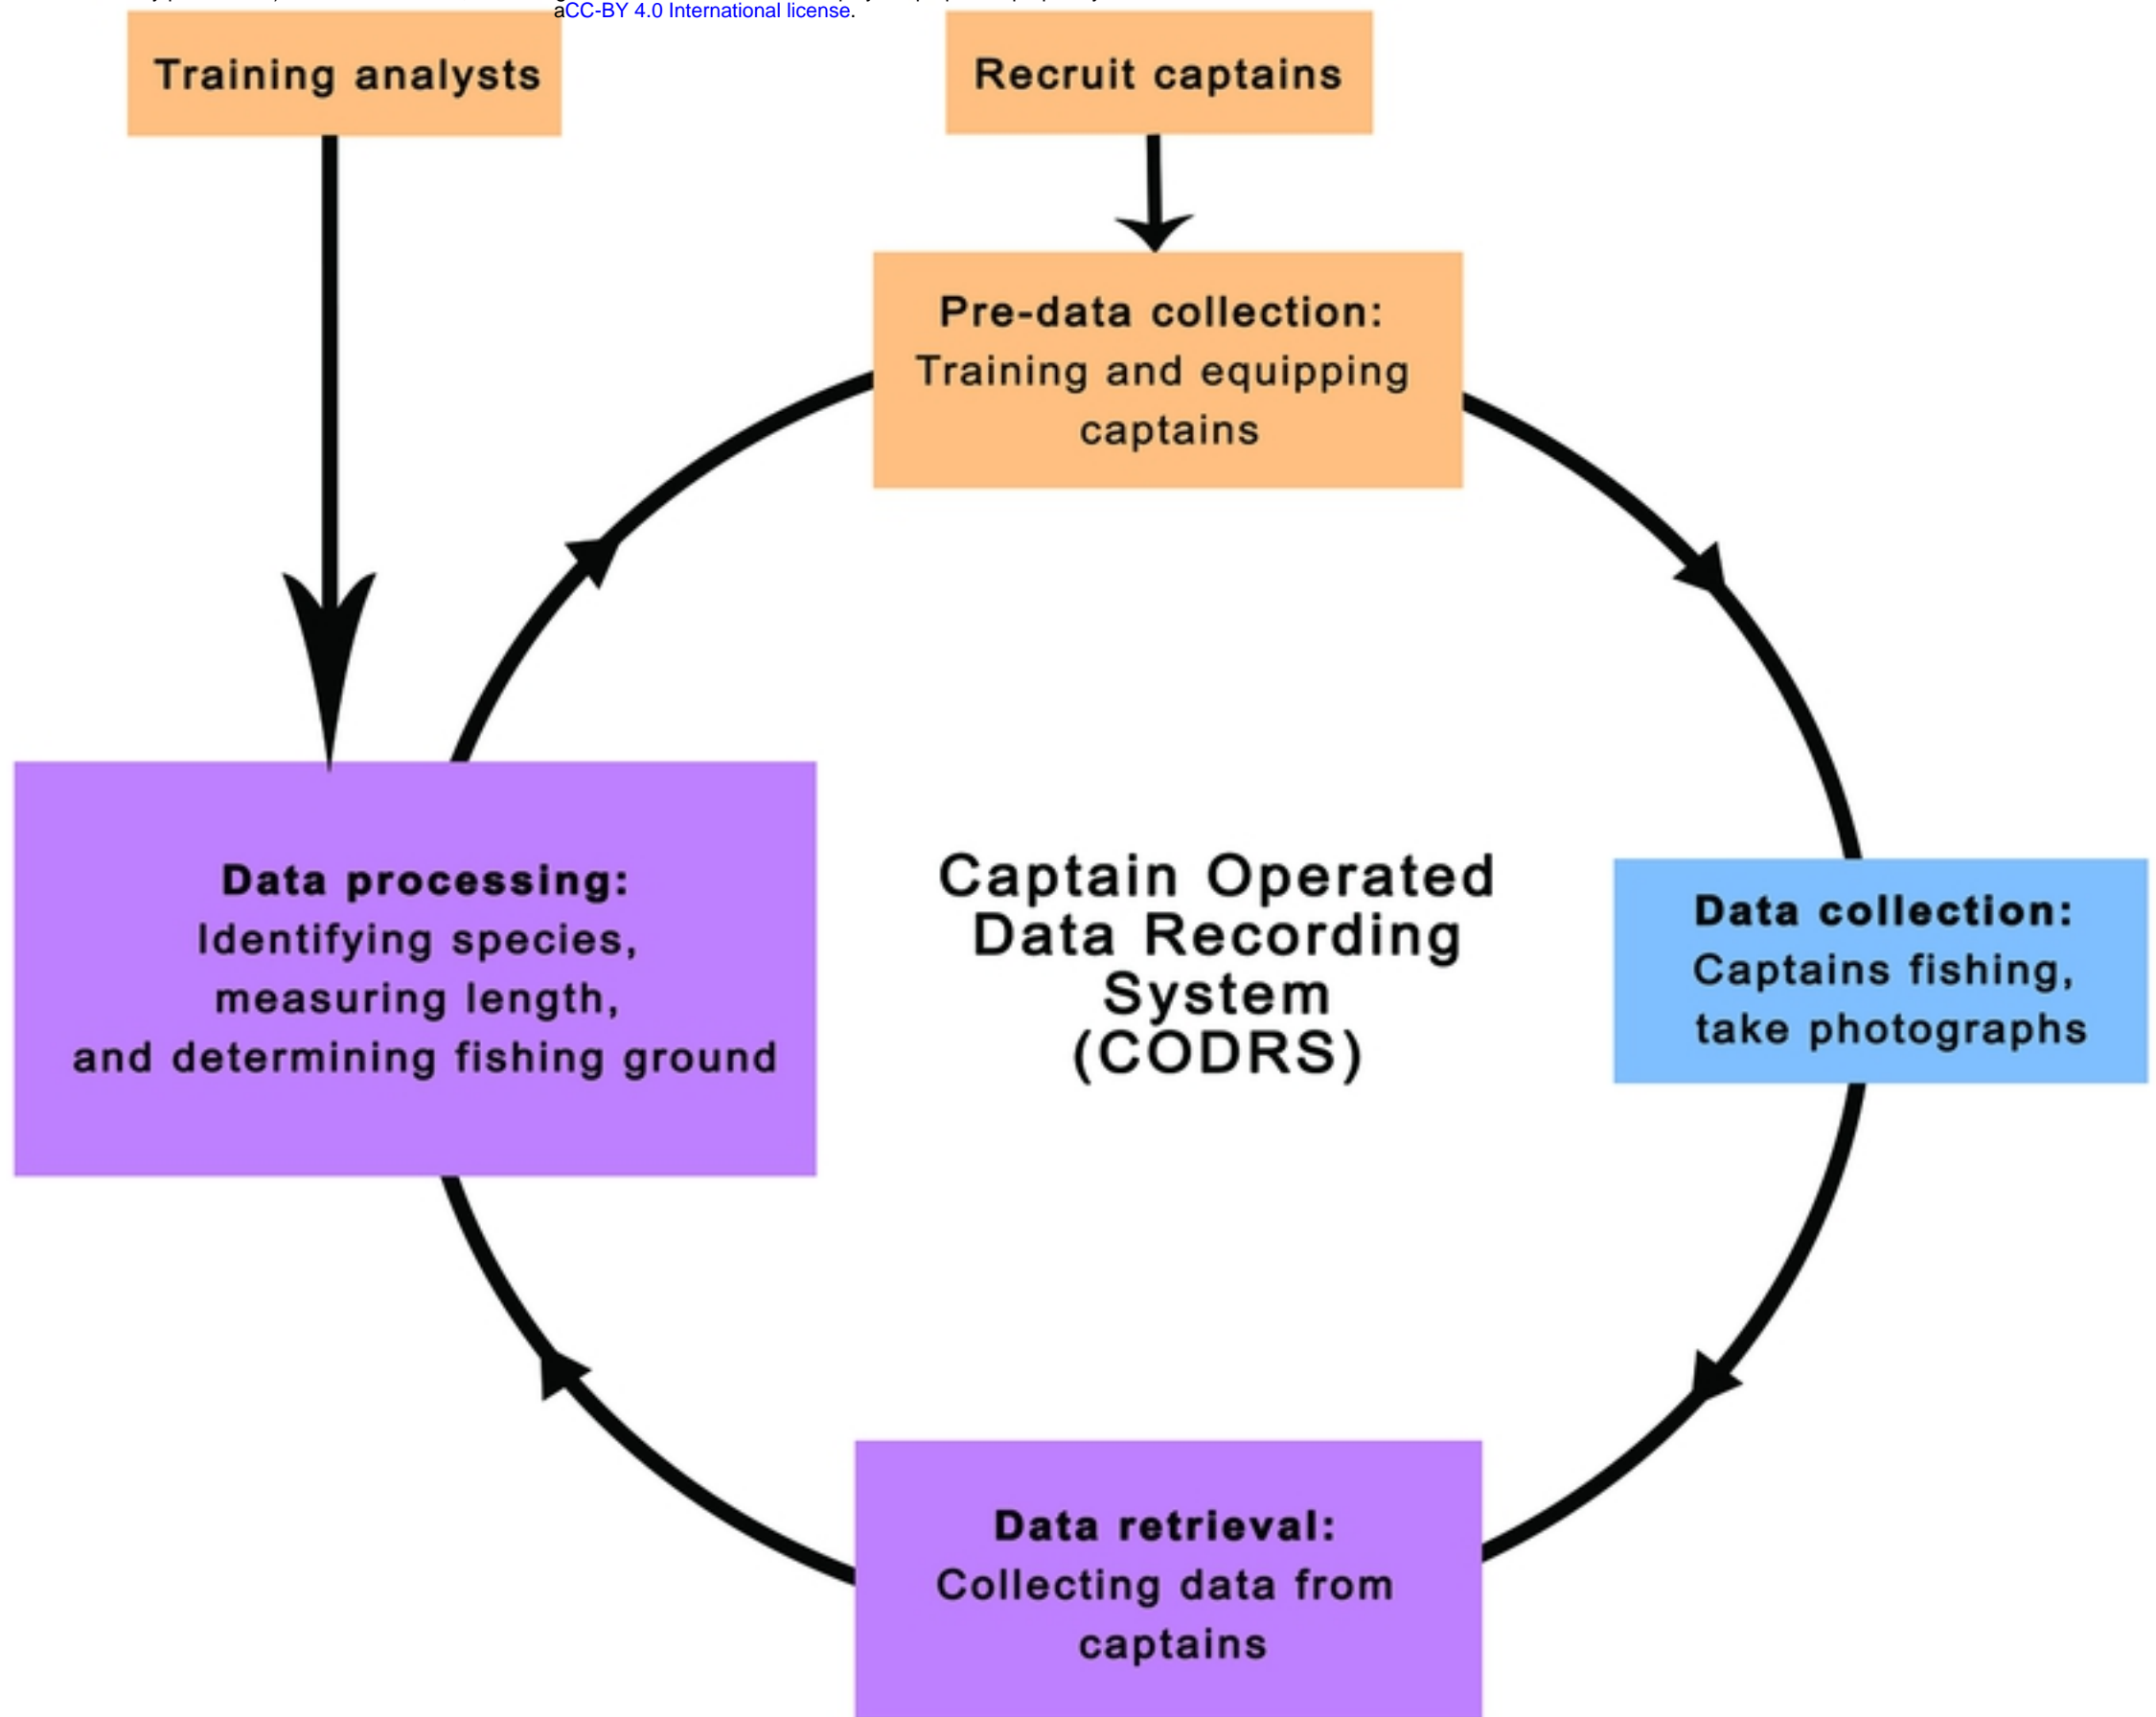 aCC-BY 4.0 International license.
Training analysts
Recruit captains
Pre-data collection:
Training and equipping
captains
Data processing:
Identifying species,
measuring length,
and determining fishing ground
Captain Operated
Data Recording
System
(CODRS)
Data collection:
Captains fishing,
take photographs
Data retrieval:
Collecting data from
captains